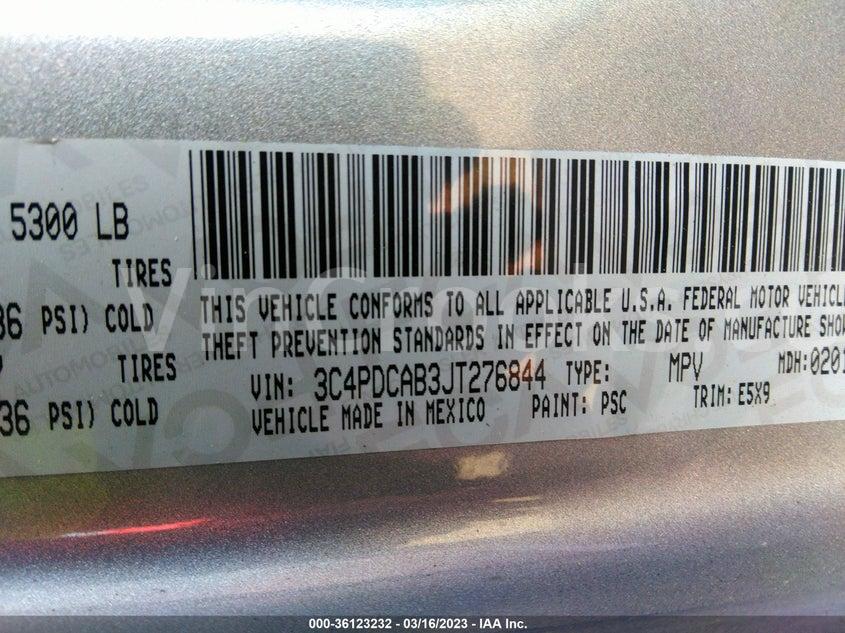 5300 LB
TIRES
36 PSI) COLD
TIRES
36 PSI) COLD
THIS VEHICLE CONFORMS TO ALL APPLICABLE U.S.A. FEDERAL MOTOR VEHICLE
THEFT PREVENTION STANDARDS IN EFFECT ON THE DATE OF MANUFACTURE SHOW
VIN: 3C4PDCAB3JT276844 TYPE: MPV MDH:0201
VEHICLE MADE IN MEXICO PAINT: PSC TRIM: E5X9
000-36123232 - 03/16/2023 - IAA Inc.